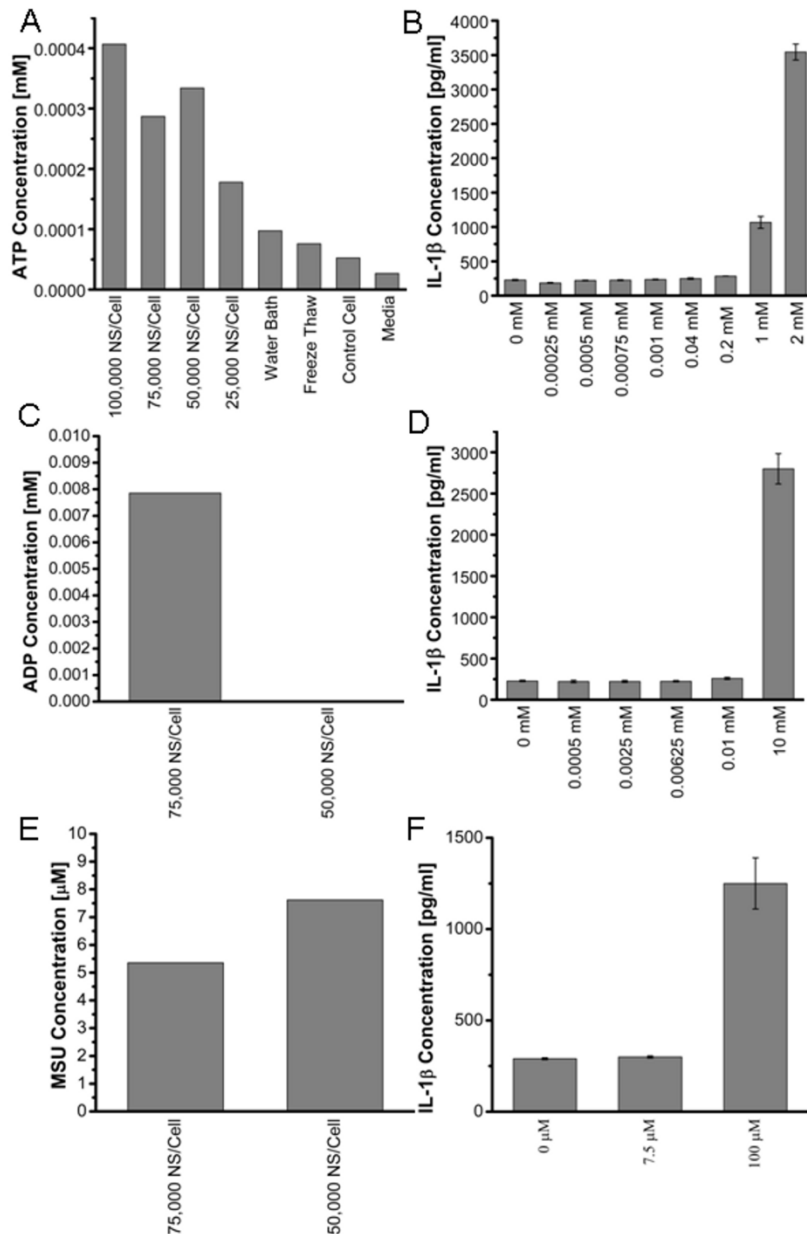 A
ATP Concentration [mM]
0.0004
0.0003
0.0002
0.0001
0.0000
100,000 NS/Cell
75,000 NS/Cell
50,000 NS/Cell
25,000 NS/Cell
Water Bath
Freeze Thaw
Control Cell
Media
B
IL-1β Concentration [pg/ml]
4000
3500
3000
2500
2000
1500
1000
500
0
0 mM
0.00025 mM
0.0005 mM
0.00075 mM
0.001 mM
0.04 mM
0.2 mM
1 mM
2 mM
C
ADP Concentration [mM]
0.010
0.009
0.008
0.007
0.006
0.005
0.004
0.003
0.002
0.001
0.000
75,000 NS/Cell
50,000 NS/Cell
D
IL-1β Concentration [pg/ml]
3000
2500
2000
1500
1000
500
0
0 mM
0.0005 mM
0.0025 mM
0.00625 mM
0.01 mM
10 mM
E
MSU Concentration [μM]
10
9
8
7
6
5
4
3
2
1
0
75,000 NS/Cell
50,000 NS/Cell
F
IL-1β Concentration [pg/ml]
1500
1000
500
0
0 μM
7.5 μM
100 μM